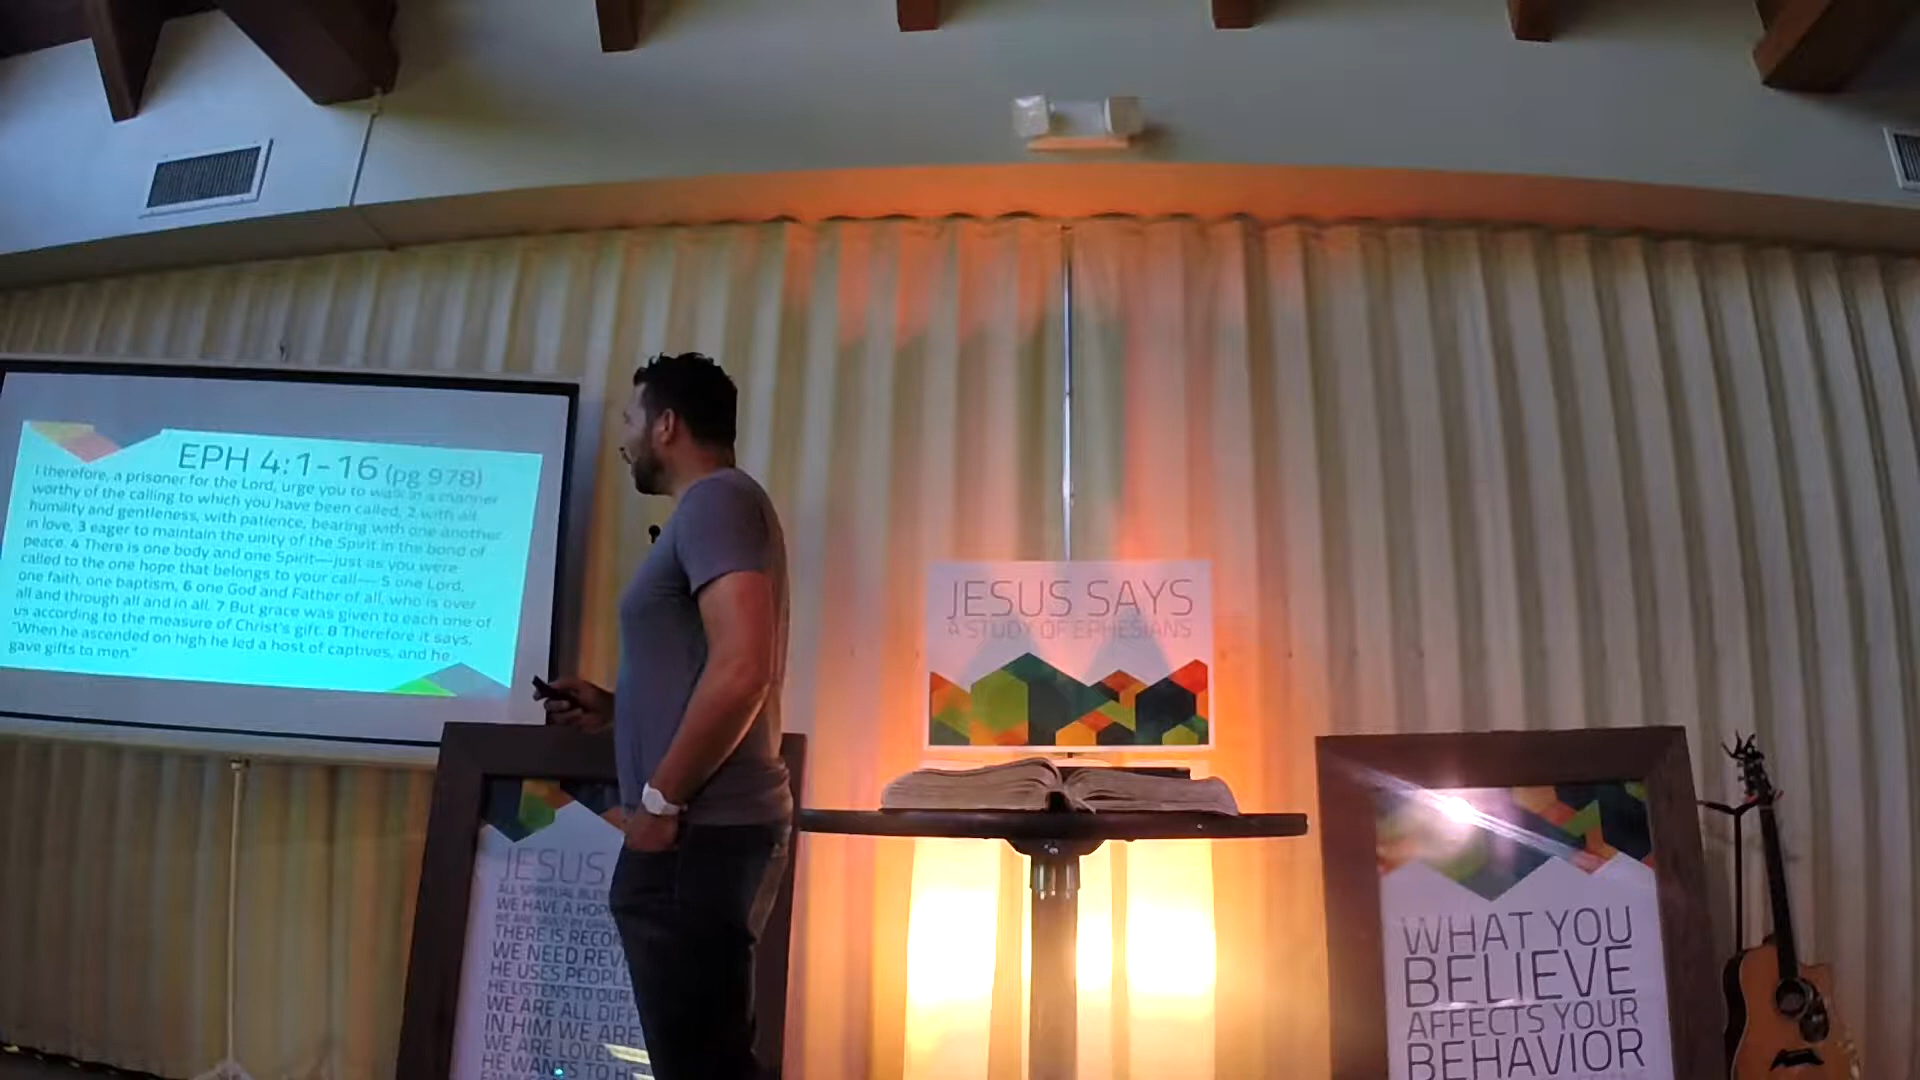 EPH 4:1-16 (pg 978)
I therefore, a prisoner for the Lord, urge you to walk in a manner
worthy of the calling to which you have been called, 2 with all
humility and gentleness, with patience, bearing with one another
in love, 3 eager to maintain the unity of the Spirit in the bond of
peace. 4 There is one body and one Spirit—just as you were
called to the one hope that belongs to your call— 5 one Lord,
one faith, one baptism, 6 one God and Father of all, who is over
all and through all and in all. 7 But grace was given to each one of
us according to the measure of Christ's gift. 8 Therefore it says,
"When he ascended on high he led a host of captives, and he
gave gifts to men."
JESUS SAYS
A STUDY OF EPHESIANS
JESUS
ALL SPIRITUAL
WE HAVE A HOP
WE ARE SAVED BY
THERE IS RECON
WE NEED REV
HE USES PEOPLE
HE LISTENS TO OUR
WE ARE ALL DIFF
IN HIM WE ARE
WE ARE LOVE
HE WANTS TO
WHAT YOU
BELIEVE
AFFECTS YOUR
BEHAVIOR